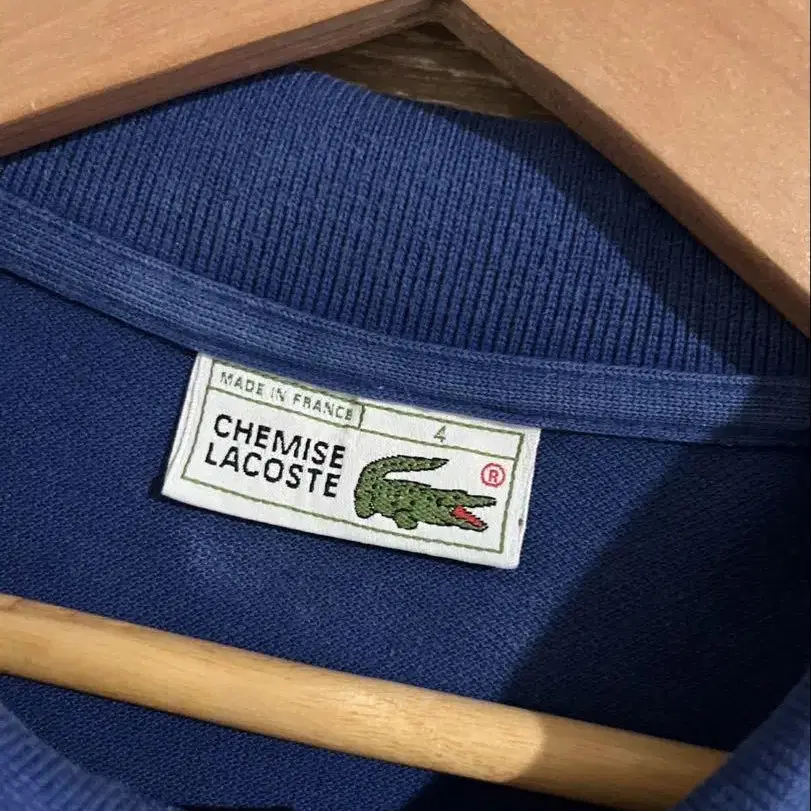 MADE IN FRANCE
4
CHEMISE
LACOSTE
®